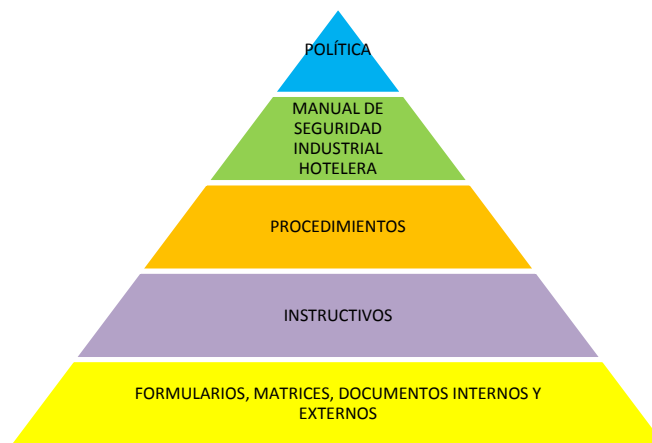 POLÍTICA
MANUAL DE
SEGURIDAD
INDUSTRIAL
HOTELERA
PROCEDIMIENTOS
INSTRUCTIVOS
FORMULARIOS, MATRICES, DOCUMENTOS INTERNOS Y
EXTERNOS